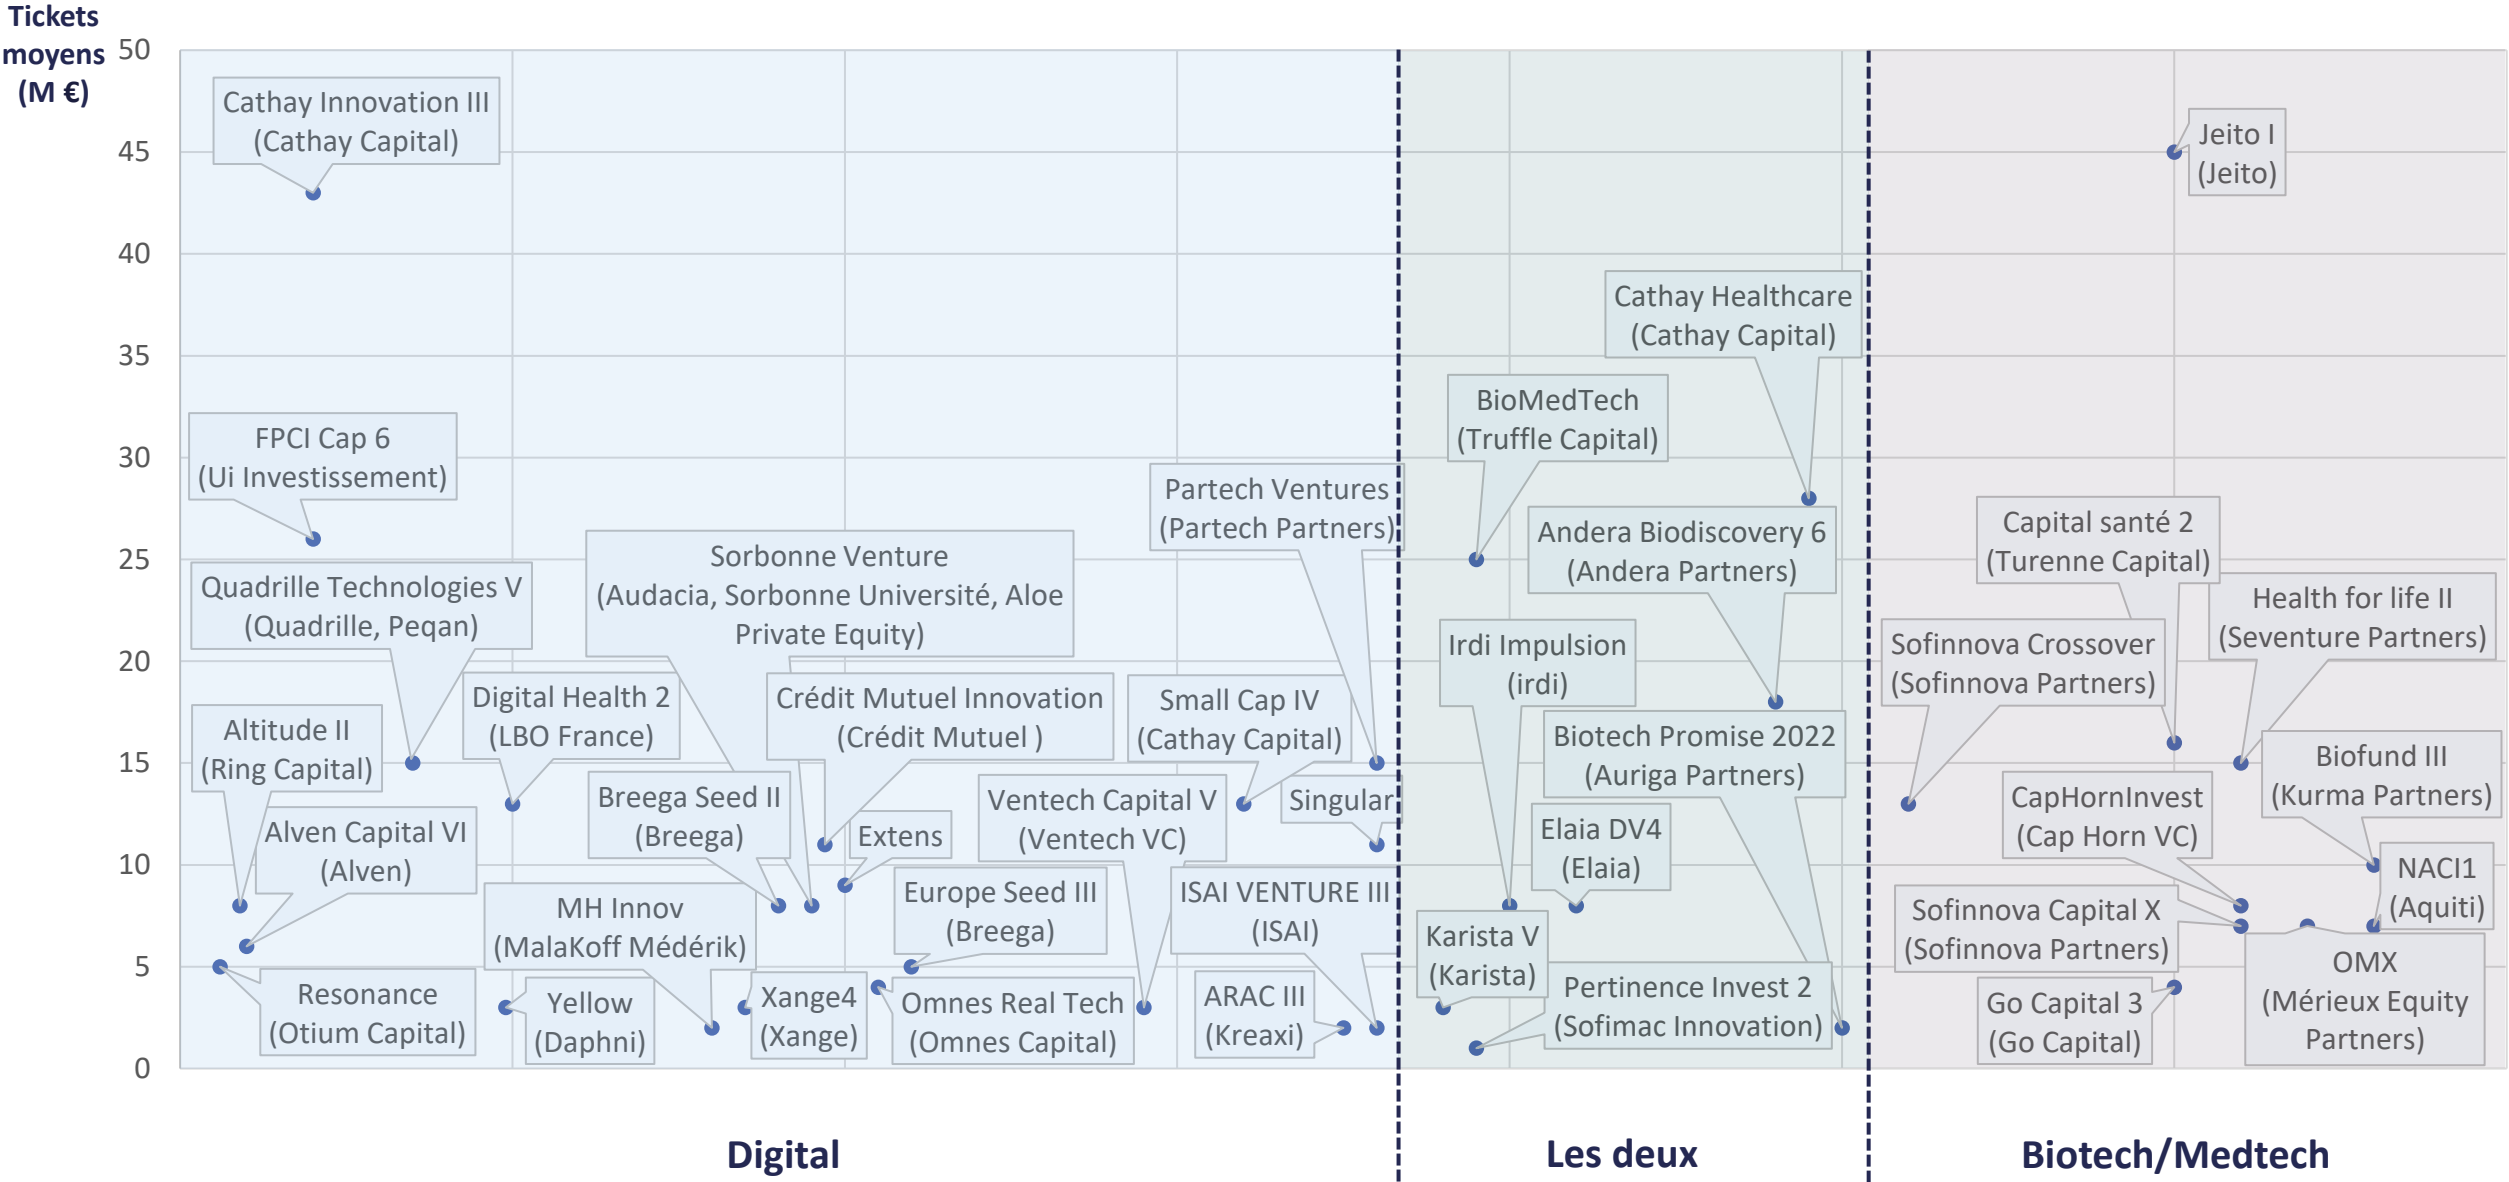 Tickets
moyens
(M €)
50
45
40
35
30
25
20
15
10
5
0
Cathay Innovation III
(Cathay Capital)
FPCI Cap 6
(Ui Investissement)
Quadrille Technologies V
(Quadrille, Peqan)
Altitude II
(Ring Capital)
Alven Capital VI
(Alven)
Resonance
(Otium Capital)
Digital Health 2
(LBO France)
Yellow
(Daphni)
MH Innov
(MalaKoff Médérik)
Breega Seed II
(Breega)
Sorbonne Venture
(Audacia, Sorbonne Université, Aloe
Private Equity)
Crédit Mutuel Innovation
(Crédit Mutuel )
Extens
Xange4
(Xange)
Europe Seed III
(Breega)
Omnes Real Tech
(Omnes Capital)
Ventech Capital V
(Ventech VC)
Partech Ventures
(Partech Partners)
Small Cap IV
(Cathay Capital)
Singular
ISAI VENTURE III
(ISAI)
ARAC III
(Kreaxi)
Cathay Healthcare
(Cathay Capital)
BioMedTech
(Truffle Capital)
Andera Biodiscovery 6
(Andera Partners)
Irdi Impulsion
(irdi)
Biotech Promise 2022
(Auriga Partners)
Elaia DV4
(Elaia)
Karista V
(Karista)
Pertinence Invest 2
(Sofimac Innovation)
Jeito I
(Jeito)
Capital santé 2
(Turenne Capital)
Health for life II
(Seventure Partners)
Sofinnova Crossover
(Sofinnova Partners)
Biofund III
(Kurma Partners)
CapHornInvest
(Cap Horn VC)
NACI1
(Aquiti)
Sofinnova Capital X
(Sofinnova Partners)
OMX
(Mérieux Equity
Partners)
Go Capital 3
(Go Capital)
Digital
Les deux
Biotech/Medtech